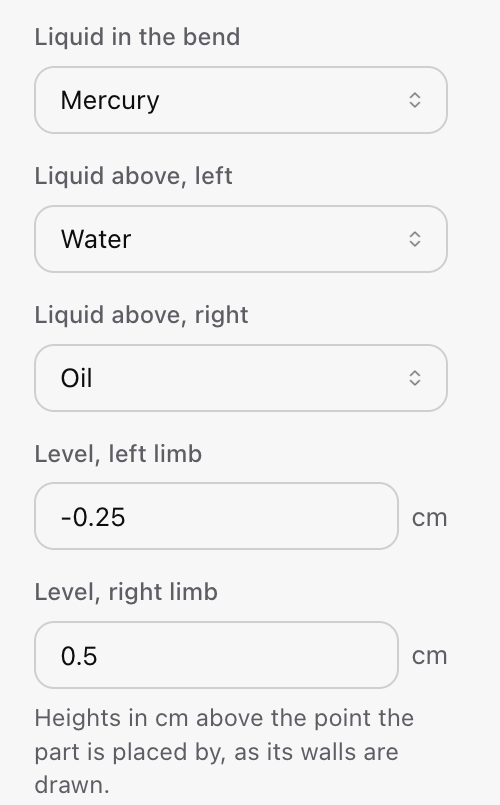 Liquid in the bend
Mercury
Liquid above, left
Water
Liquid above, right
Oil
Level, left limb
-0.25 cm
Level, right limb
0.5 cm
Heights in cm above the point the
part is placed by, as its walls are
drawn.